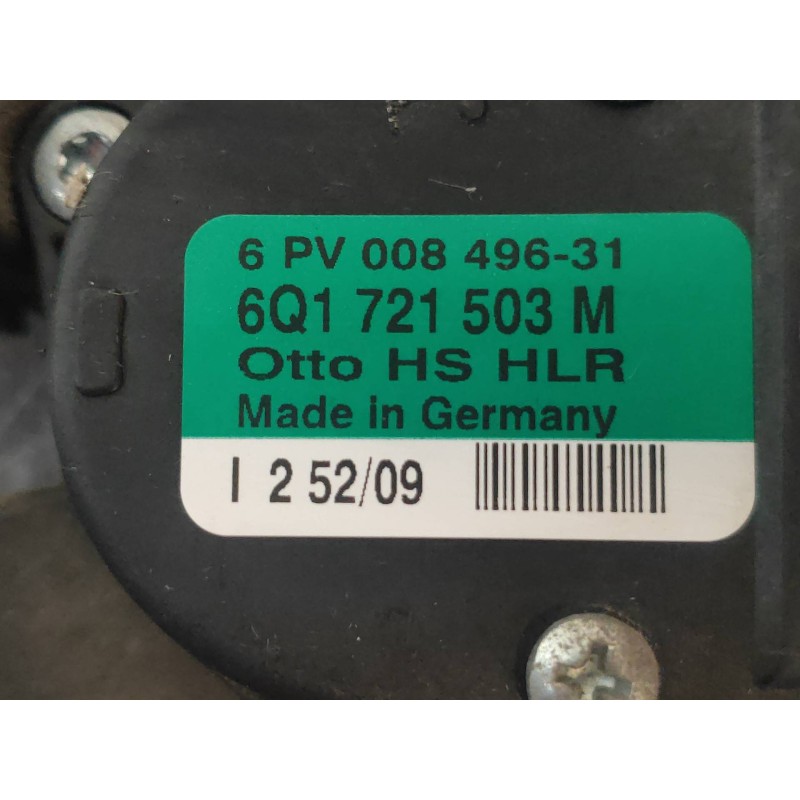 6 PV 008 496-31
6Q1 721 503 M
Otto HS HLR
Made in Germany
I 2 52/09